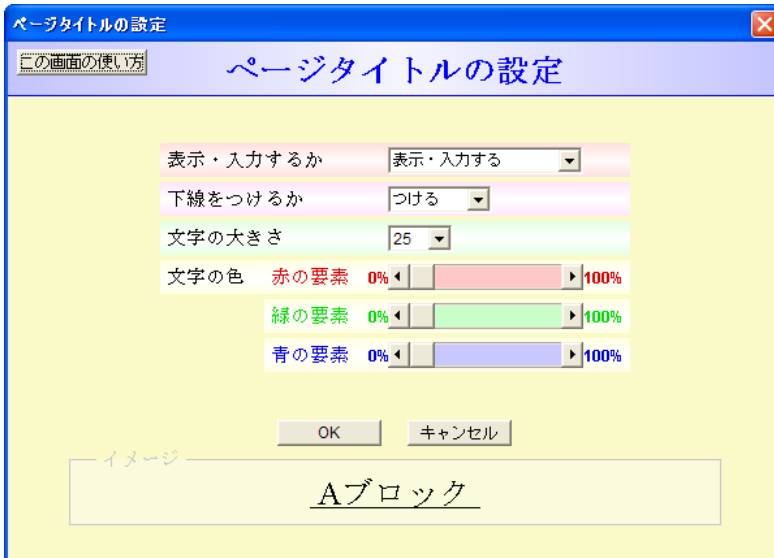 ページタイトルの設定
この画面の使い方
ページタイトルの設定
表示・入力するか 表示・入力する
下線をつけるか つける
文字の大きさ 25
文字の色 赤の要素 0% 100%
緑の要素 0% 100%
青の要素 0% 100%
OK キャンセル
イメージ
Aブロック